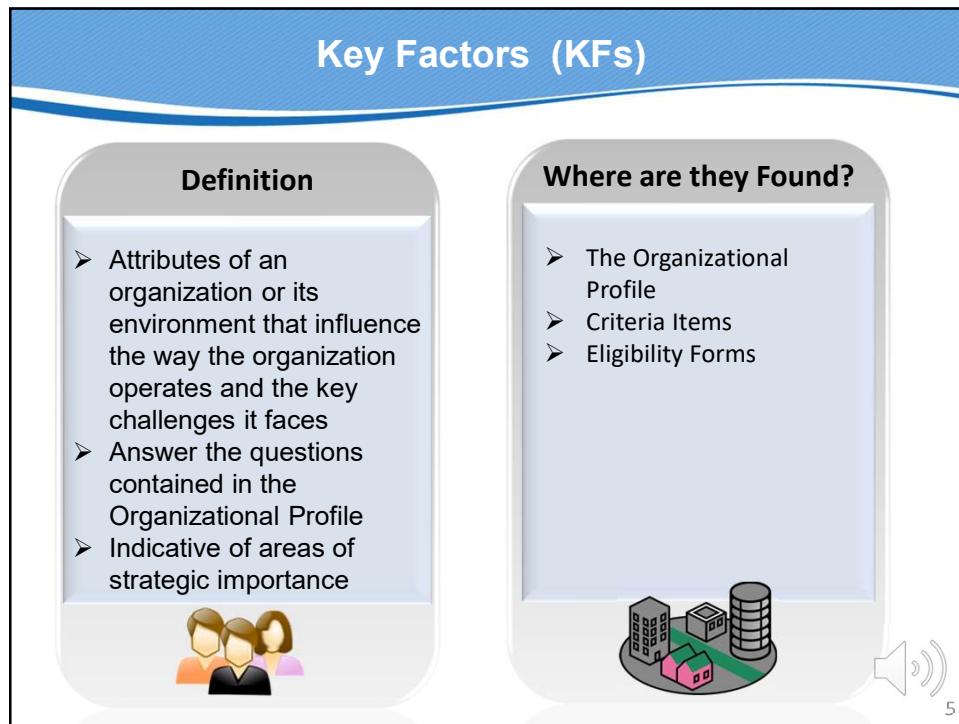 Key Factors (KFs)
Definition
➢ Attributes of an
organization or its
environment that influence
the way the organization
operates and the key
challenges it faces
➢ Answer the questions
contained in the
Organizational Profile
➢ Indicative of areas of
strategic importance
Where are they Found?
➢ The Organizational
Profile
➢ Criteria Items
➢ Eligibility Forms
5